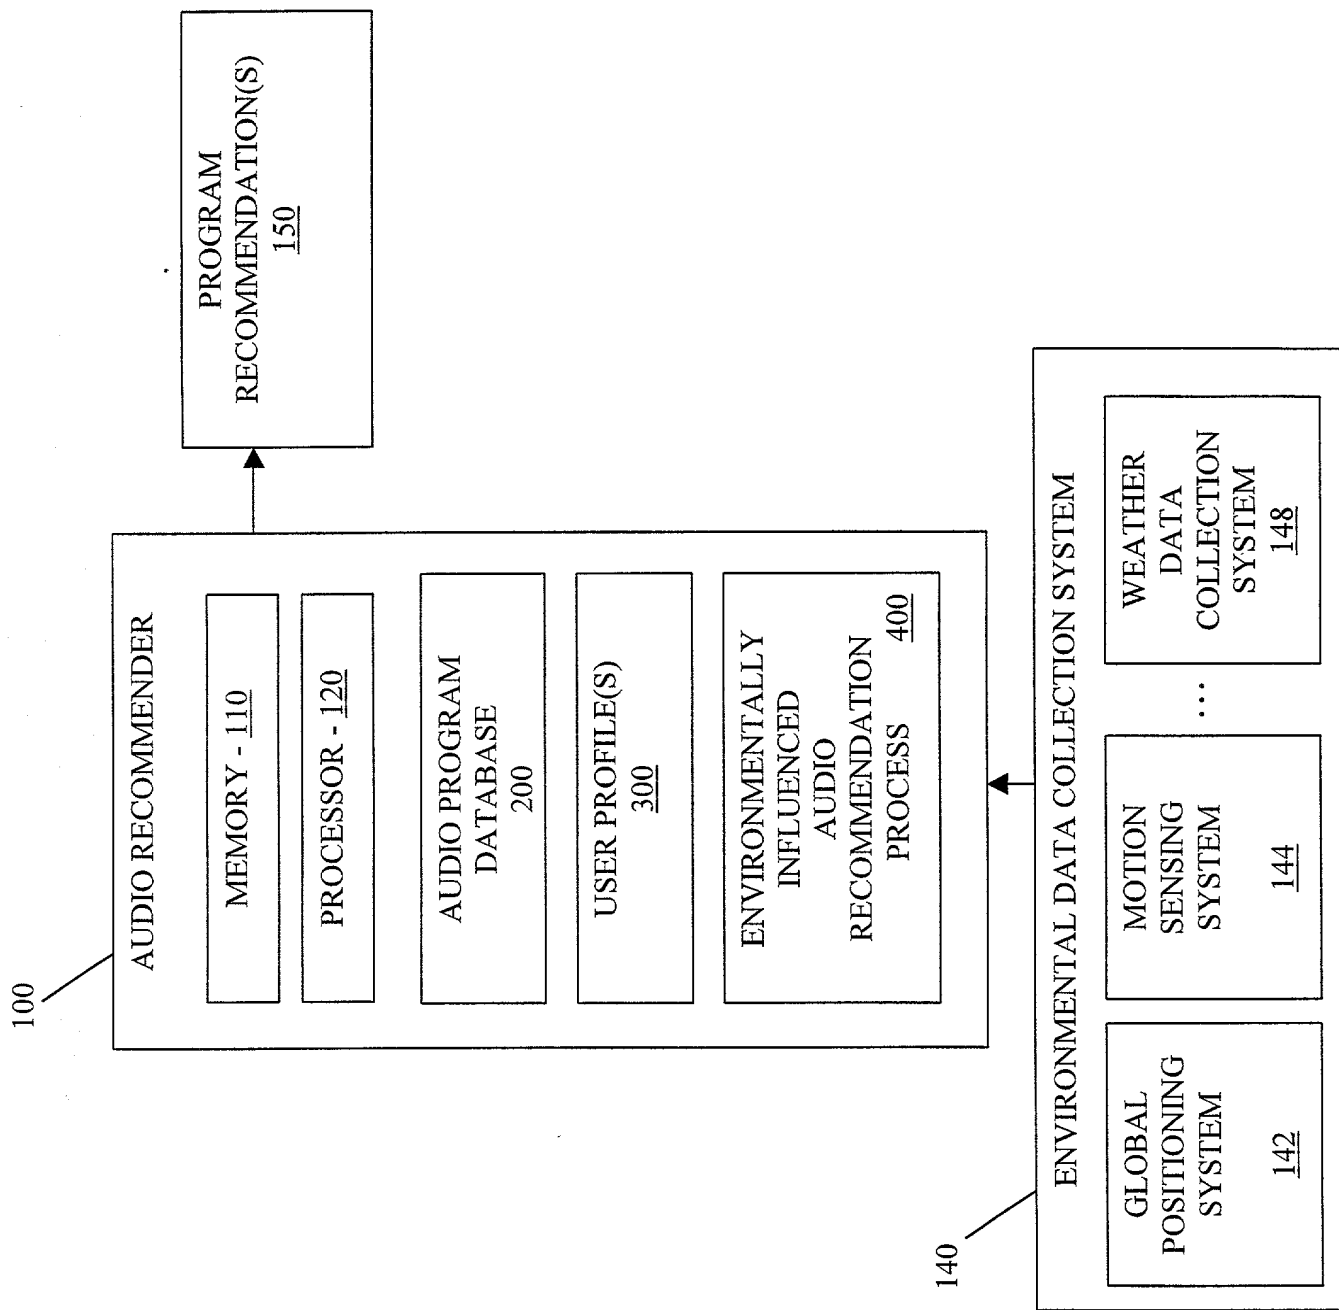 100
AUDIO RECOMMENDER
MEMORY - 110
PROCESSOR - 120
AUDIO PROGRAM
DATABASE
200
USER PROFILE(S)
300
ENVIRONMENTALLY
INFLUENCED
AUDIO
RECOMMENDATION
PROCESS
400
PROGRAM
RECOMMENDATION(S)
150
140
ENVIRONMENTAL DATA COLLECTION SYSTEM
GLOBAL
POSITIONING
SYSTEM
142
MOTION
SENSING
SYSTEM
144
...
WEATHER
DATA
COLLECTION
SYSTEM
148